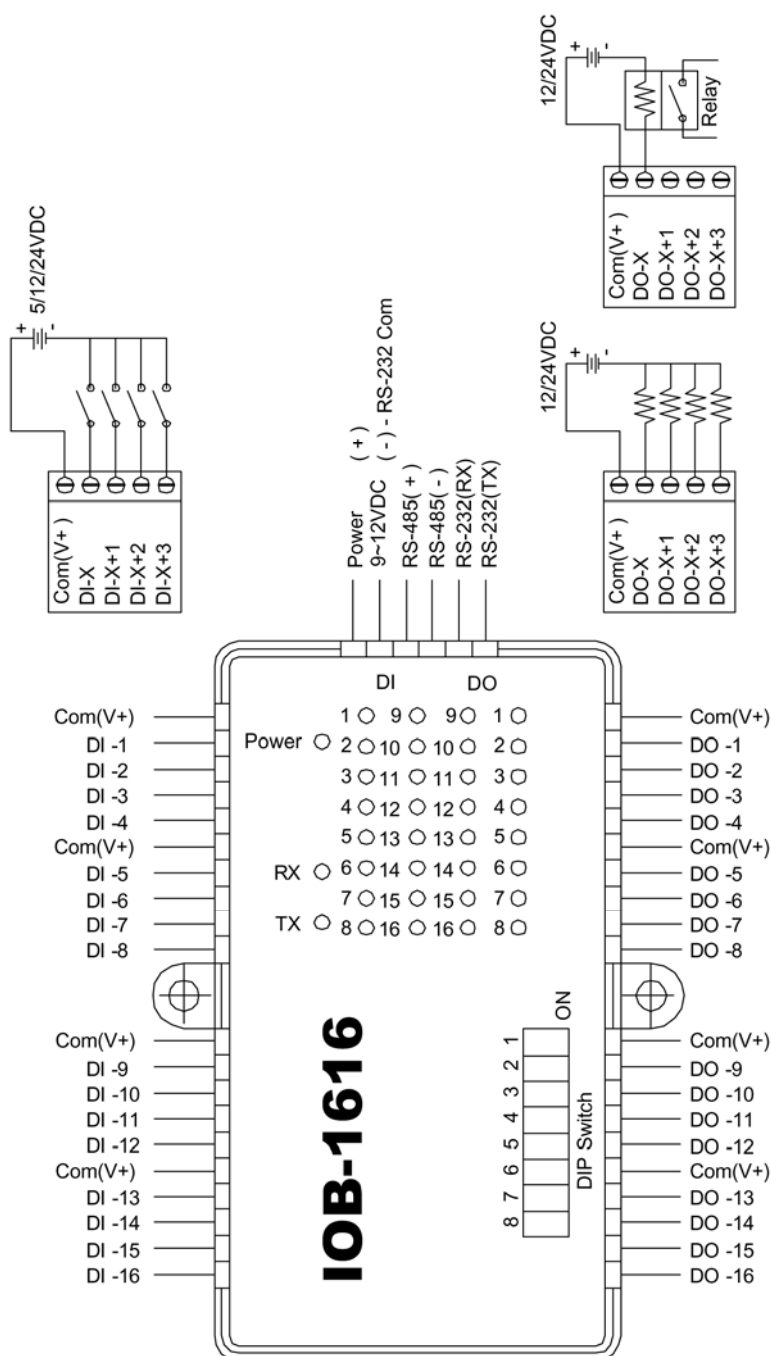 12/24VDC
+ -
Relay
Com(V+)
DO-X
DO-X+1
DO-X+2
DO-X+3
5/12/24VDC
+ -
Com(V+)
DI-X
DI-X+1
DI-X+2
DI-X+3
12/24VDC
+ -
Com(V+)
DO-X
DO-X+1
DO-X+2
DO-X+3
Power (+)
9~12VDC (-) - RS-232 Com
RS-485(+)
RS-485(-)
RS-232(RX)
RS-232(TX)
Com(V+)
DI -1
DI -2
DI -3
DI -4
Com(V+)
DI -5
DI -6
DI -7
DI -8
Com(V+)
DI -9
DI -10
DI -11
DI -12
Com(V+)
DI -13
DI -14
DI -15
DI -16
DI DO
1 9 9 1
Power 2 10 10 2
3 11 11 3
4 12 12 4
5 13 13 5
RX 6 14 14 6
7 15 15 7
TX 8 16 16 8
IOB-1616
ON
1
2
3
4
5
6
7
8
DIP Switch
Com(V+)
DO -1
DO -2
DO -3
DO -4
Com(V+)
DO -5
DO -6
DO -7
DO -8
Com(V+)
DO -9
DO -10
DO -11
DO -12
Com(V+)
DO -13
DO -14
DO -15
DO -16